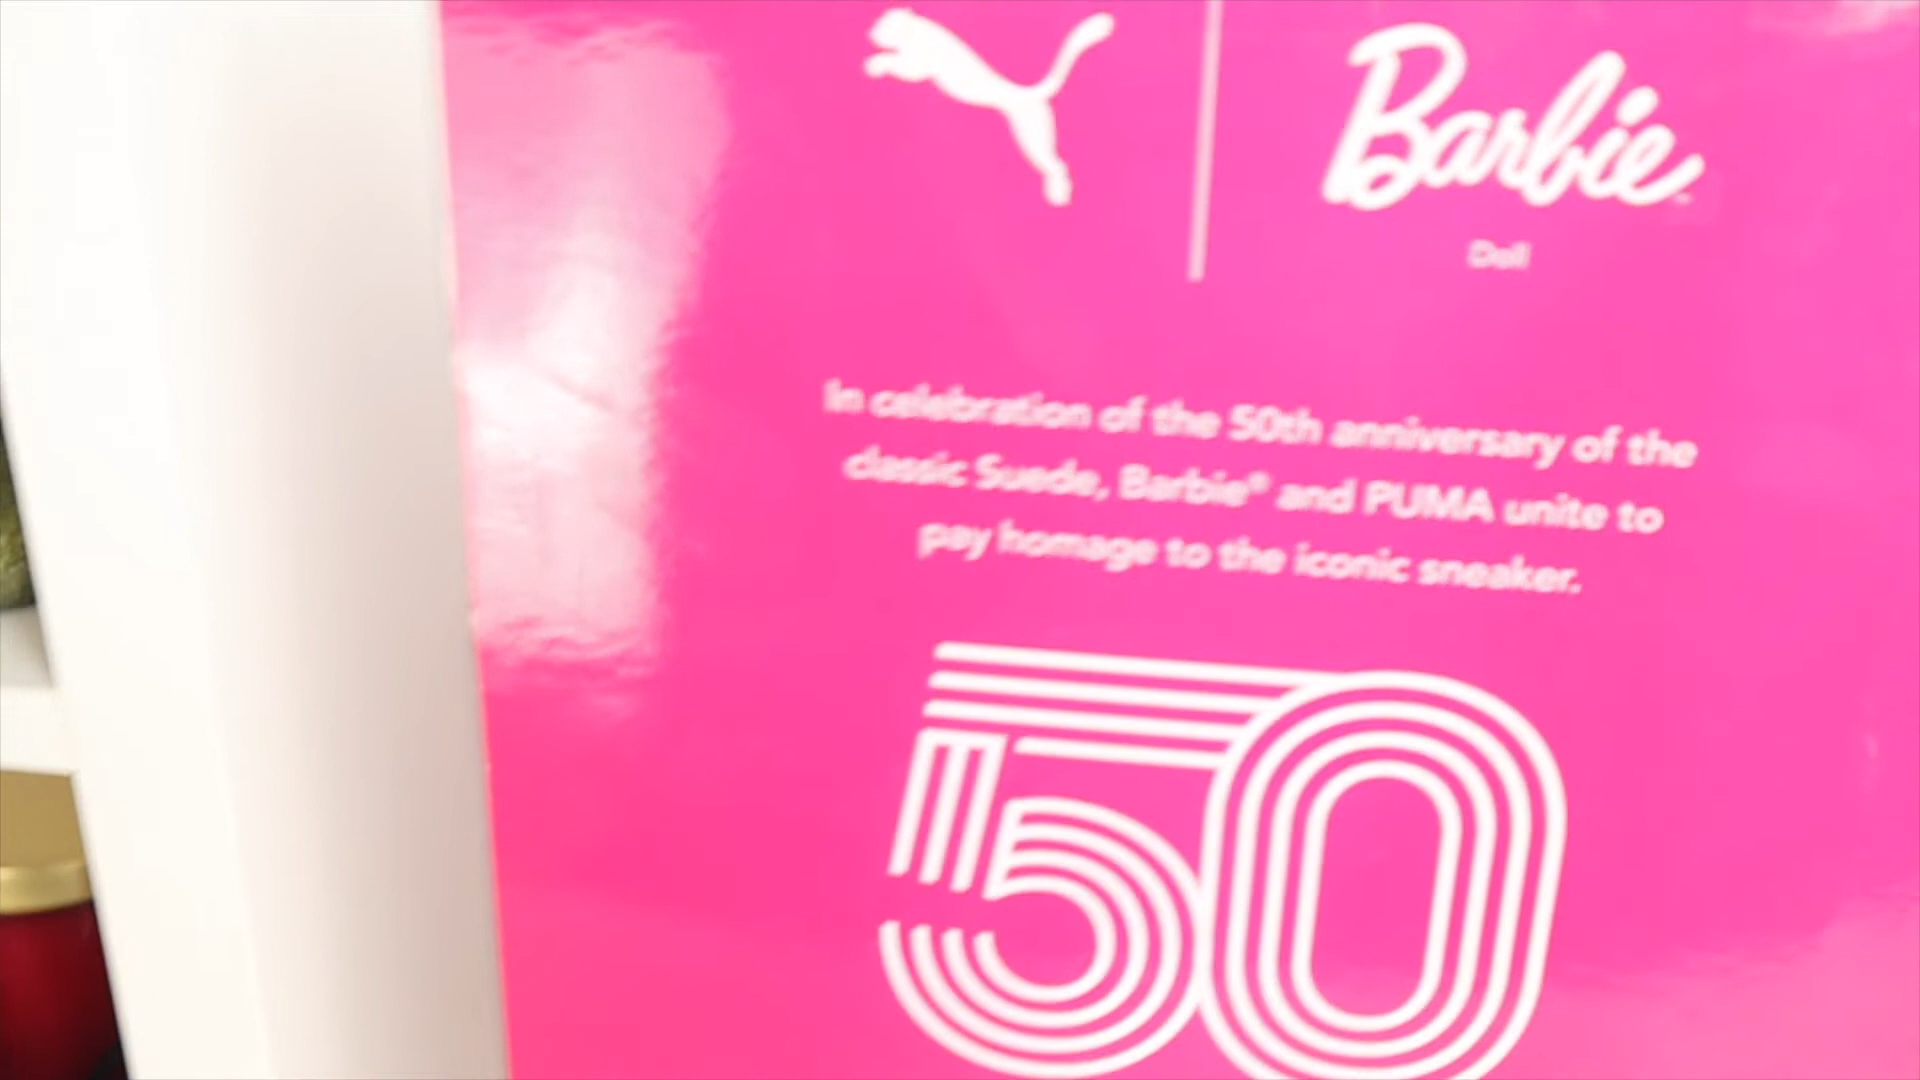 Barbie™
Doll
In celebration of the 50th anniversary of the
classic Suede, Barbie® and PUMA unite to
pay homage to the iconic sneaker.
50